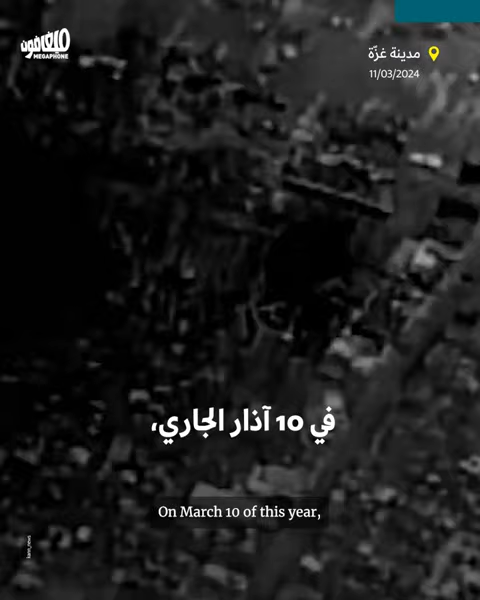 ميغافون
MEGAPHONE
مدينة غزّة
11/03/2024
في 10 آذار الجاري،
On March 10 of this year,